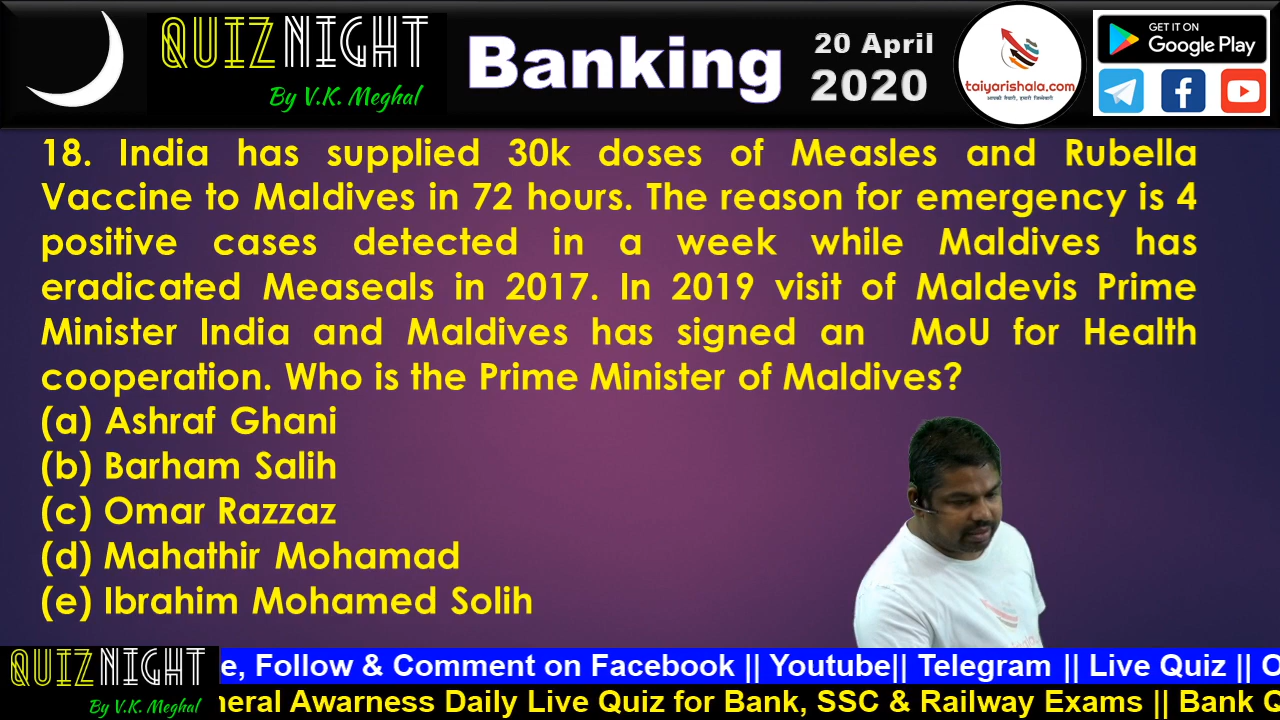 QUIZ NIGHT
By V.K. Meghal
Banking
20 April
2020
taiyarishala.com
आपकी तैयारी, हमारी जिम्मेदारी
GET IT ON
Google Play
18. India has supplied 30k doses of Measles and Rubella
Vaccine to Maldives in 72 hours. The reason for emergency is 4
positive cases detected in a week while Maldives has
eradicated Measeals in 2017. In 2019 visit of Maldevis Prime
Minister India and Maldives has signed an MoU for Health
cooperation. Who is the Prime Minister of Maldives?
(a) Ashraf Ghani
(b) Barham Salih
(c) Omar Razzaz
(d) Mahathir Mohamad
(e) Ibrahim Mohamed Solih
QUIZ NIGHT
By V.K. Meghal
e, Follow & Comment on Facebook || Youtube|| Telegram || Live Quiz || O
neral Awarness Daily Live Quiz for Bank, SSC & Railway Exams || Bank Q